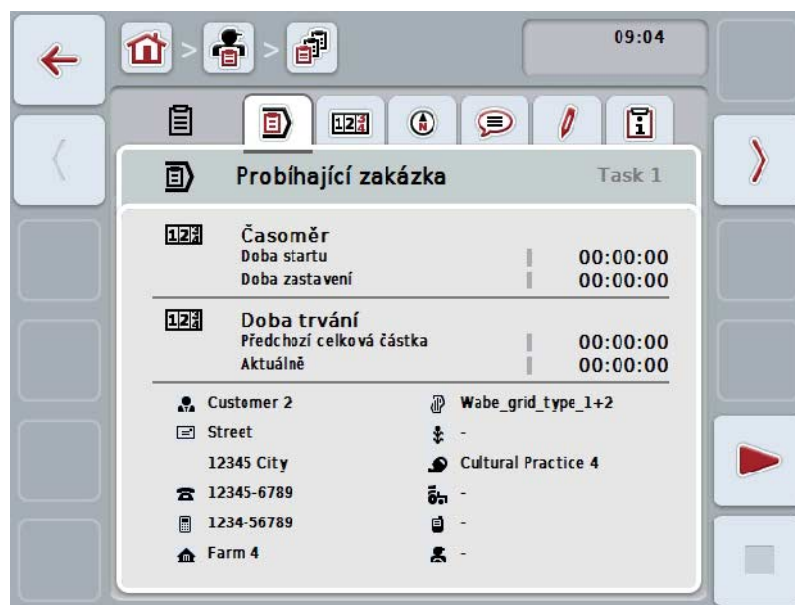 09:04
Probíhající zakázka Task 1
Časoměr
Doba startu 00:00:00
Doba zastavení 00:00:00
Doba trvání
Předchozí celková částka 00:00:00
Aktuálně 00:00:00
Customer 2 Wabe_grid_type_1+2
Street -
12345 City Cultural Practice 4
12345-6789 -
1234-56789 -
Farm 4 -